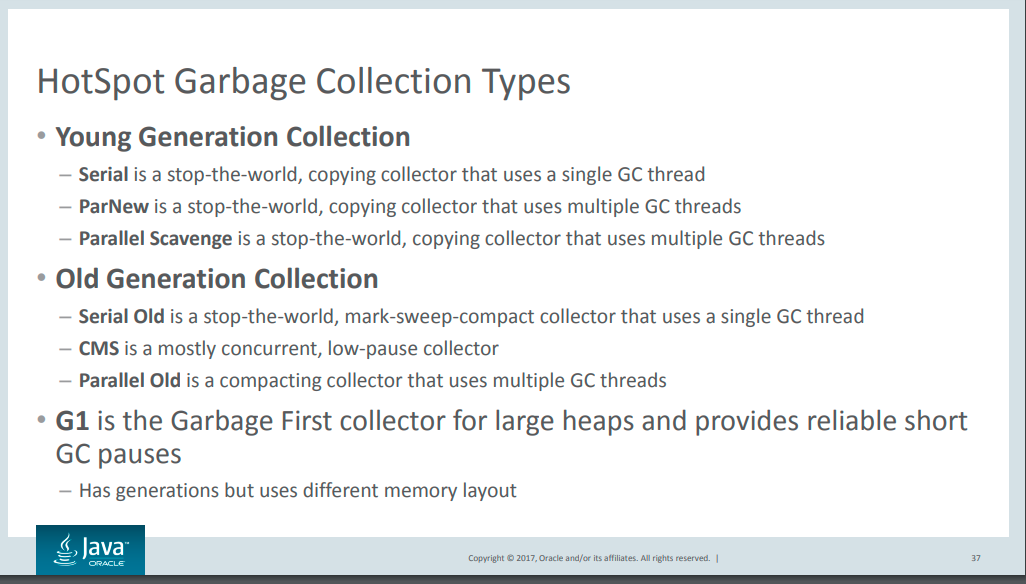 HotSpot Garbage Collection Types
• Young Generation Collection
– Serial is a stop-the-world, copying collector that uses a single GC thread
– ParNew is a stop-the-world, copying collector that uses multiple GC threads
– Parallel Scavenge is a stop-the-world, copying collector that uses multiple GC threads
• Old Generation Collection
– Serial Old is a stop-the-world, mark-sweep-compact collector that uses a single GC thread
– CMS is a mostly concurrent, low-pause collector
– Parallel Old is a compacting collector that uses multiple GC threads
• G1 is the Garbage First collector for large heaps and provides reliable short
GC pauses
– Has generations but uses different memory layout
Java™
ORACLE
Copyright © 2017, Oracle and/or its affiliates. All rights reserved. |
37